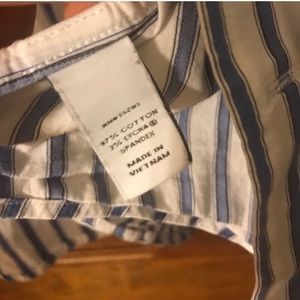 97% COTTON
3% LYCRA®
SPANDEX
MADE IN
VIETNAM